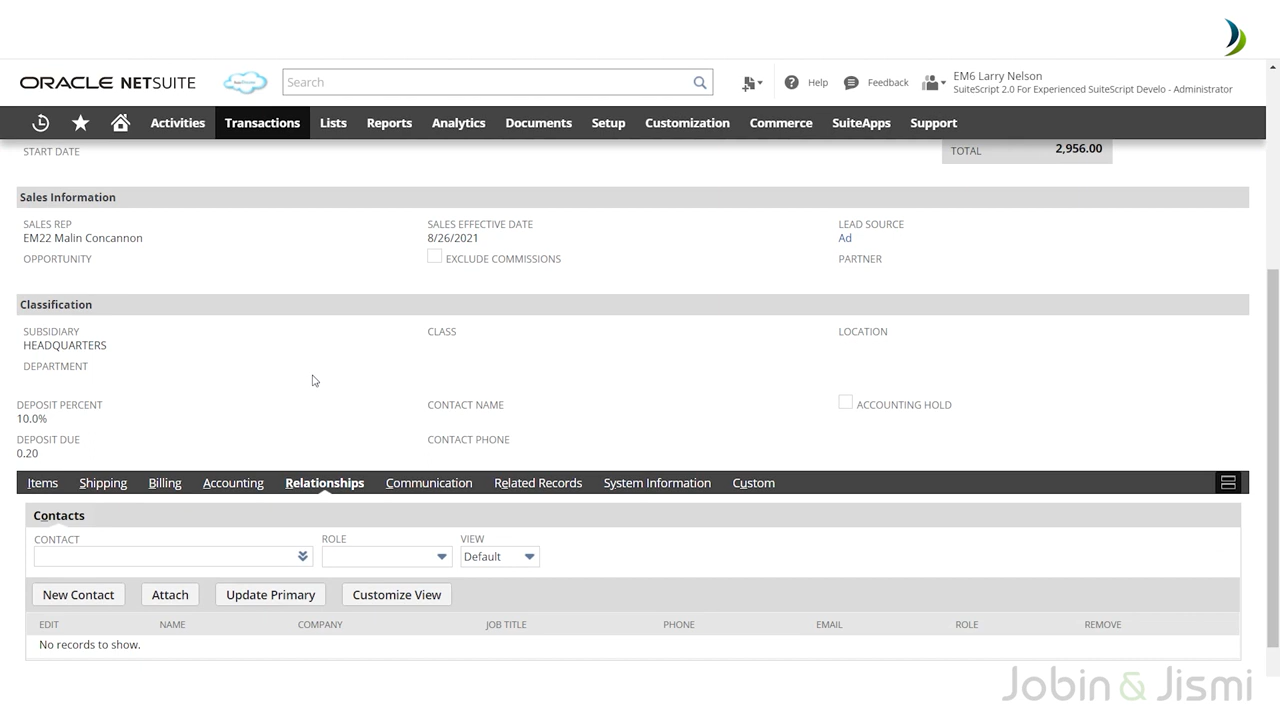 ORACLE NETSUITE
Search
Help
Feedback
EM6 Larry Nelson
SuiteScript 2.0 For Experienced SuiteScript Develo - Administrator
Activities Transactions Lists Reports Analytics Documents Setup Customization Commerce SuiteApps Support
START DATE
TOTAL 2,956.00
Sales Information
SALES REP
EM22 Malin Concannon
OPPORTUNITY
SALES EFFECTIVE DATE
8/26/2021
EXCLUDE COMMISSIONS
LEAD SOURCE
Ad
PARTNER
Classification
SUBSIDIARY
HEADQUARTERS
DEPARTMENT
CLASS
LOCATION
DEPOSIT PERCENT
10.0%
DEPOSIT DUE
0.20
CONTACT NAME
CONTACT PHONE
ACCOUNTING HOLD
Items Shipping Billing Accounting Relationships Communication Related Records System Information Custom
Contacts
CONTACT
ROLE
VIEW
Default
New Contact Attach Update Primary Customize View
EDIT NAME COMPANY JOB TITLE PHONE EMAIL ROLE REMOVE
No records to show.
Jobin & Jismi